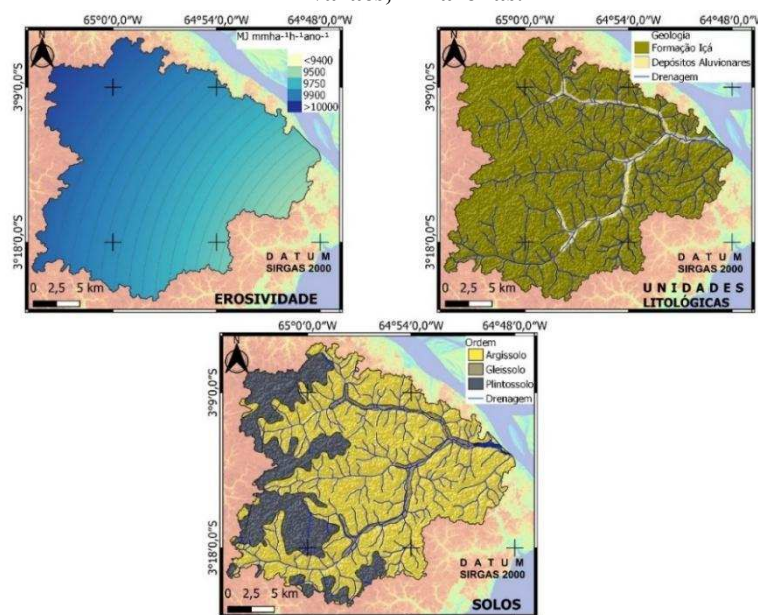 65°0'0,0"W 64°54'0,0"W 64°48'0,0"W
MJ mmha⁻¹h⁻¹ano⁻¹
<9400
9500
9750
9900
>10000
3°9'0,0"S
3°18'0,0"S
DATUM
SIRGAS 2000
0 2,5 5 km
EROSIVIDADE
65°0'0,0"W 64°54'0,0"W 64°48'0,0"W
Geologia
Formação Içá
Depósitos Aluvionares
Drenagem
3°9'0,0"S
3°18'0,0"S
DATUM
SIRGAS 2000
0 2,5 5 km
UNIDADES
LITOLÓGICAS
65°0'0,0"W 64°54'0,0"W 64°48'0,0"W
Ordem
Argissolo
Gleissolo
Plintossolo
Drenagem
3°9'0,0"S
3°18'0,0"S
DATUM
SIRGAS 2000
0 2,5 5 km
SOLOS